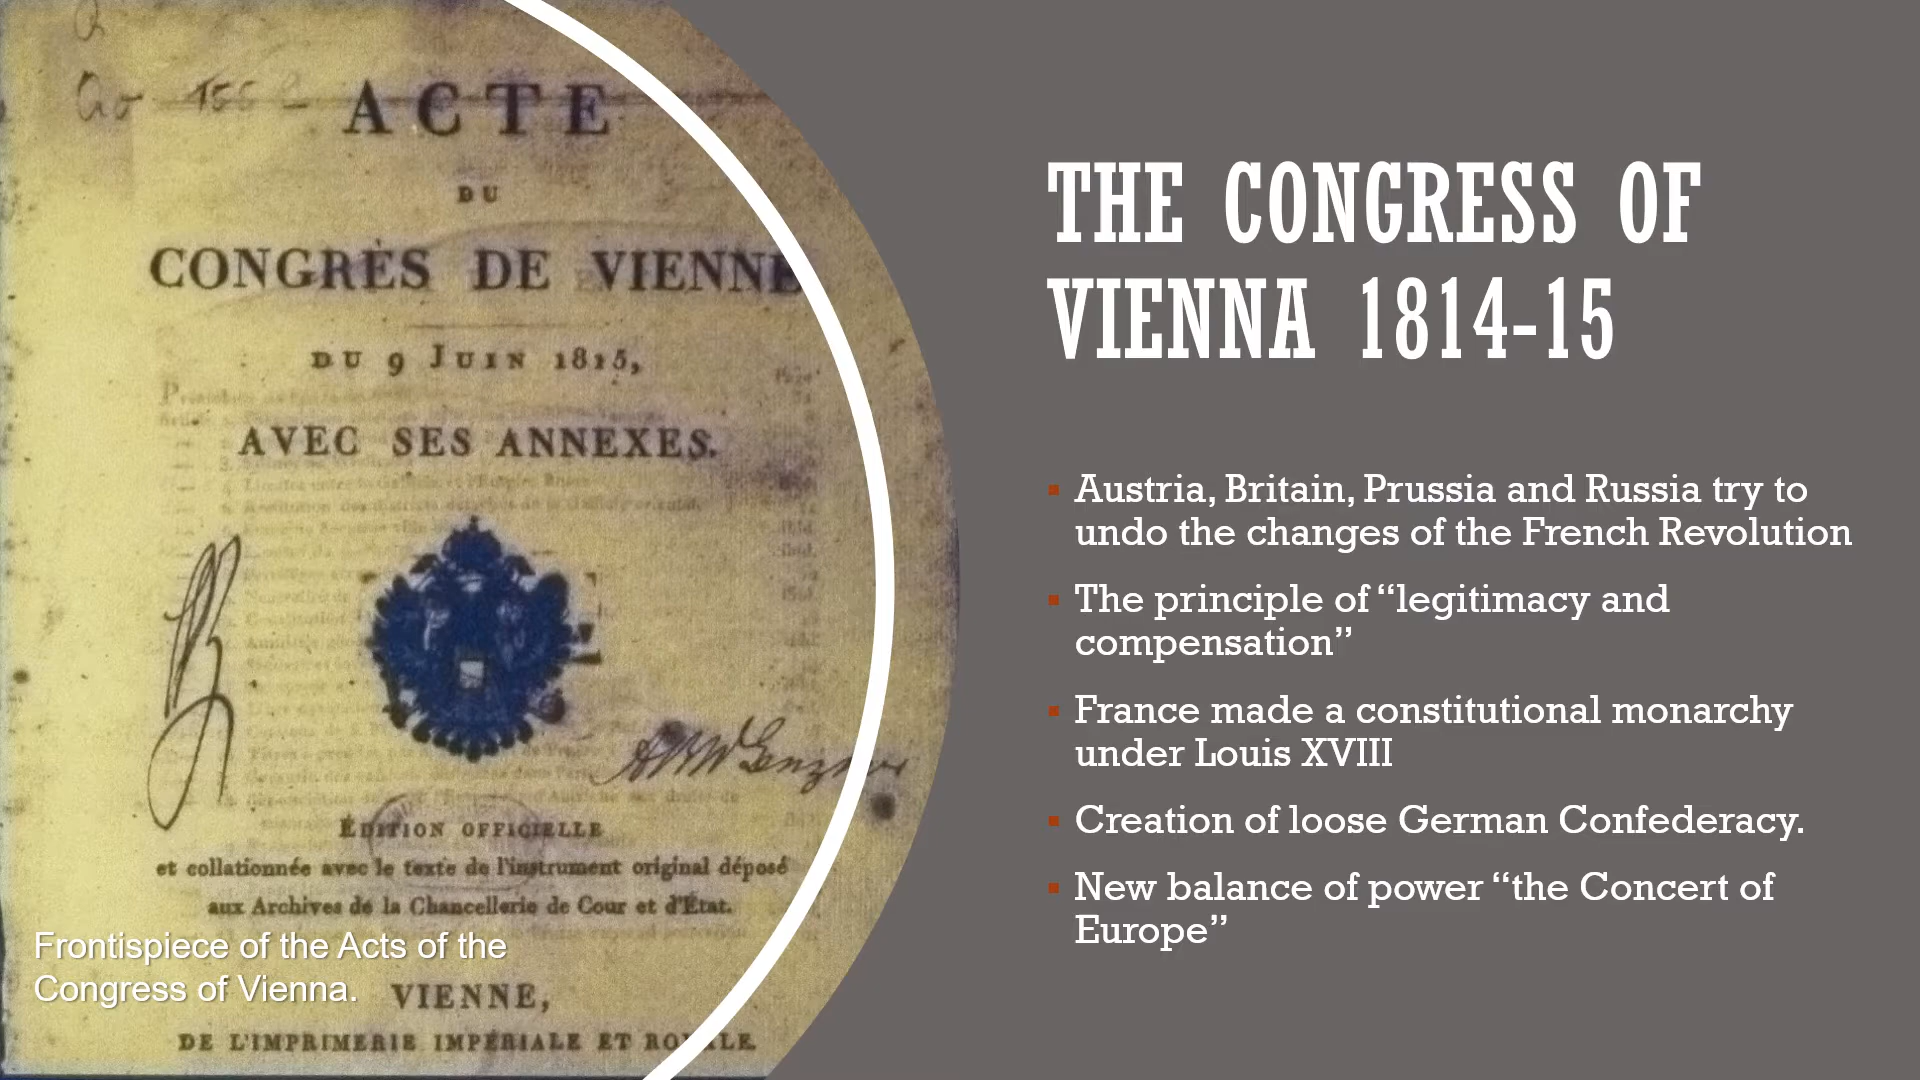 ACTE
DU
CONGRÈS DE VIENNE
DU 9 JUIN 1815,
AVEC SES ANNEXES.
ÉDITION OFFICIELLE
et collationnée avec le texte de l'instrument original déposé
aux Archives de la Chancellerie de Cour et d'État.
VIENNE,
DE L'IMPRIMERIE IMPÉRIALE ET ROYALE.
Frontispiece of the Acts of the
Congress of Vienna.
THE CONGRESS OF
VIENNA 1814-15
Austria, Britain, Prussia and Russia try to
undo the changes of the French Revolution
The principle of “legitimacy and
compensation”
France made a constitutional monarchy
under Louis XVIII
Creation of loose German Confederacy.
New balance of power “the Concert of
Europe”